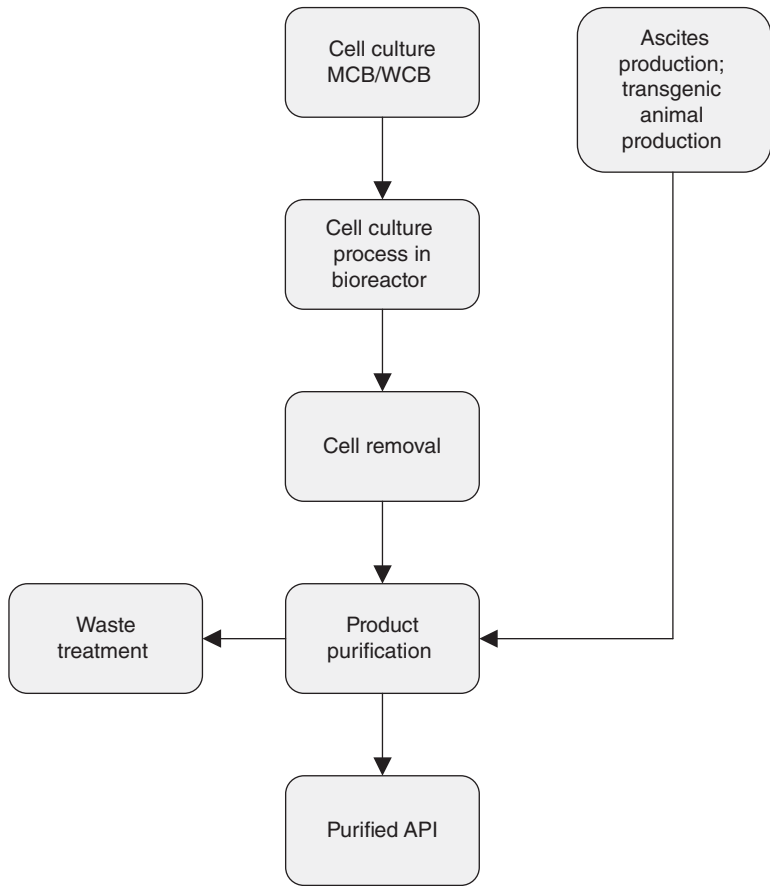 Cell culture
MCB/WCB
Ascites
production;
transgenic
animal
production
Cell culture
process in
bioreactor
Cell removal
Waste
treatment
Product
purification
Purified API